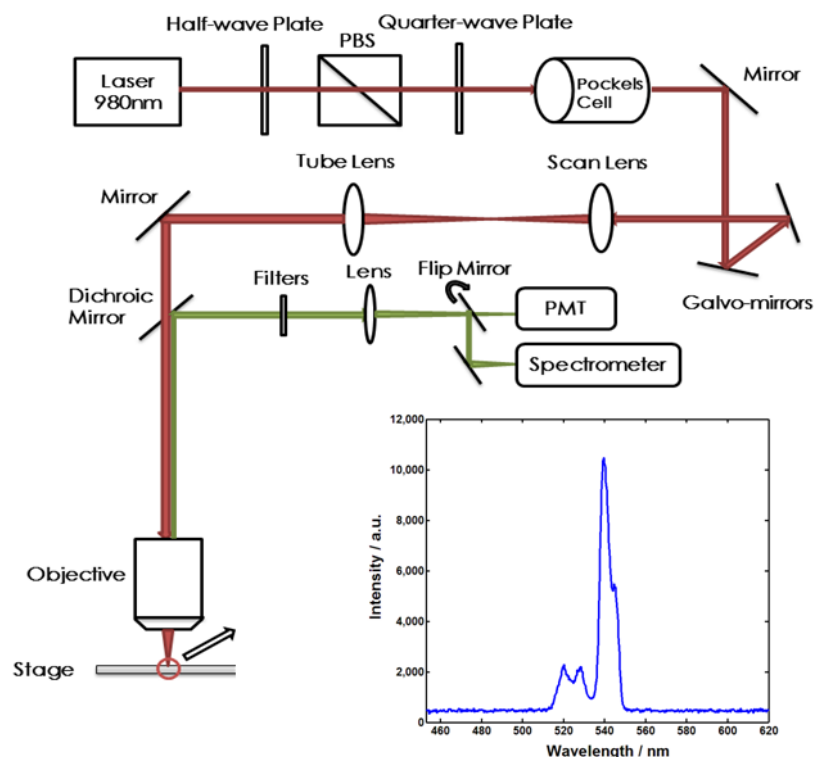 Half-wave Plate
PBS
Quarter-wave Plate
Laser
980nm
Pockels
Cell
Mirror
Tube Lens
Scan Lens
Mirror
Galvo-mirrors
Dichroic
Mirror
Filters
Lens
Flip Mirror
PMT
Spectrometer
Objective
Stage
12,000
10,000
8,000
6,000
4,000
2,000
0
Intensity / a.u.
460 480 500 520 540 560 580 600 620
Wavelength / nm